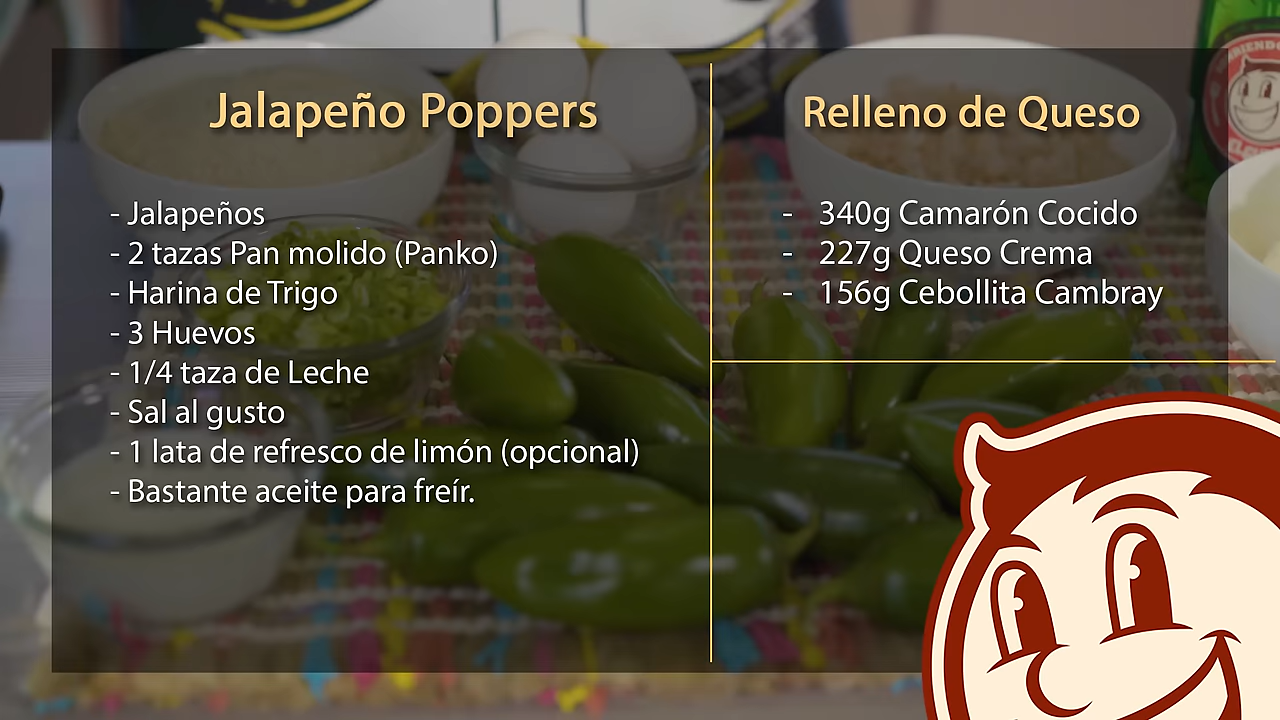 Jalapeño Poppers
- Jalapeños
- 2 tazas Pan molido (Panko)
- Harina de Trigo
- 3 Huevos
- 1/4 taza de Leche
- Sal al gusto
- 1 lata de refresco de limón (opcional)
- Bastante aceite para freír.
Relleno de Queso
- 340g Camarón Cocido
- 227g Queso Crema
- 156g Cebollita Cambray